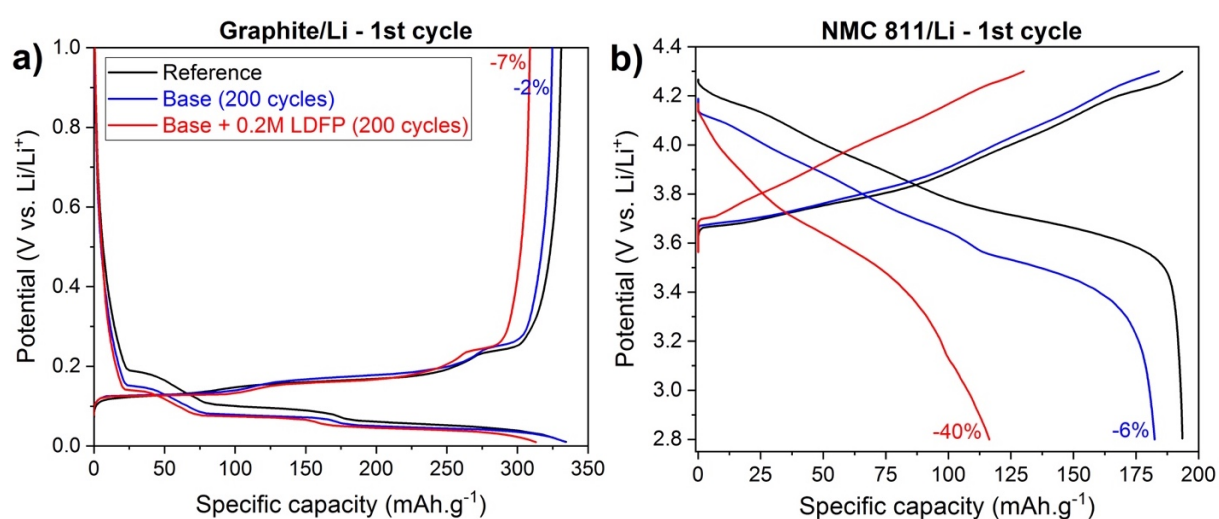 Graphite/Li - 1st cycle
a)
1.0
0.8
0.6
0.4
0.2
0.0
Potential (V vs. Li/Li⁺)
Reference
Base (200 cycles)
Base + 0.2M LDFP (200 cycles)
-7%
-2%
0 50 100 150 200 250 300 350
Specific capacity (mAh.g⁻¹)
NMC 811/Li - 1st cycle
b)
4.4
4.2
4.0
3.8
3.6
3.4
3.2
3.0
2.8
Potential (V vs. Li/Li⁺)
-40%
-6%
0 25 50 75 100 125 150 175 200
Specific capacity (mAh.g⁻¹)